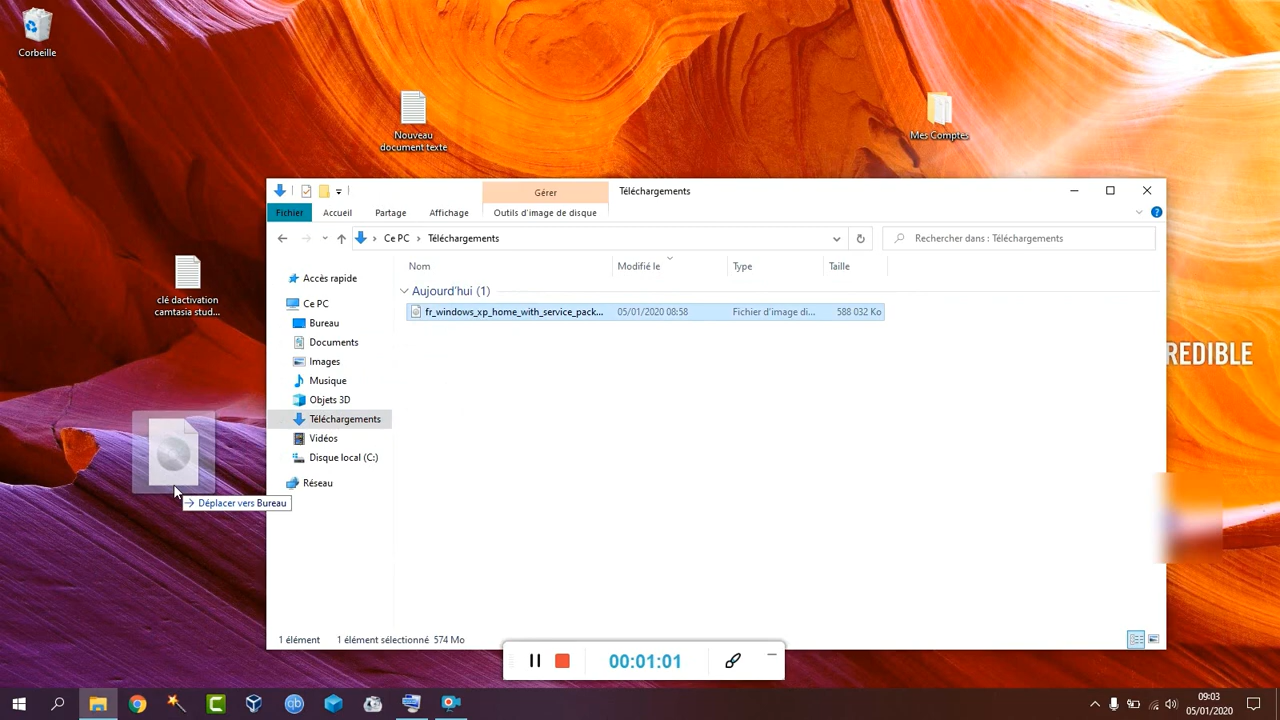 Corbeille
Nouveau
document texte
Mes Comptes
clé dactivation
camtasia stud...
Gérer
Téléchargements
Fichier
Accueil
Partage
Affichage
Outils d'image de disque
Ce PC
Téléchargements
Rechercher dans : Téléchargements
Accès rapide
Ce PC
Bureau
Documents
Images
Musique
Objets 3D
Téléchargements
Vidéos
Disque local (C:)
Réseau
Nom
Modifié le
Type
Taille
Aujourd'hui (1)
fr_windows_xp_home_with_service_pack...
05/01/2020 08:58
Fichier d'image di...
588 032 Ko
REDIBLE
Déplacer vers Bureau
1 élément
1 élément sélectionné 574 Mo
00:01:01
09:03
05/01/2020